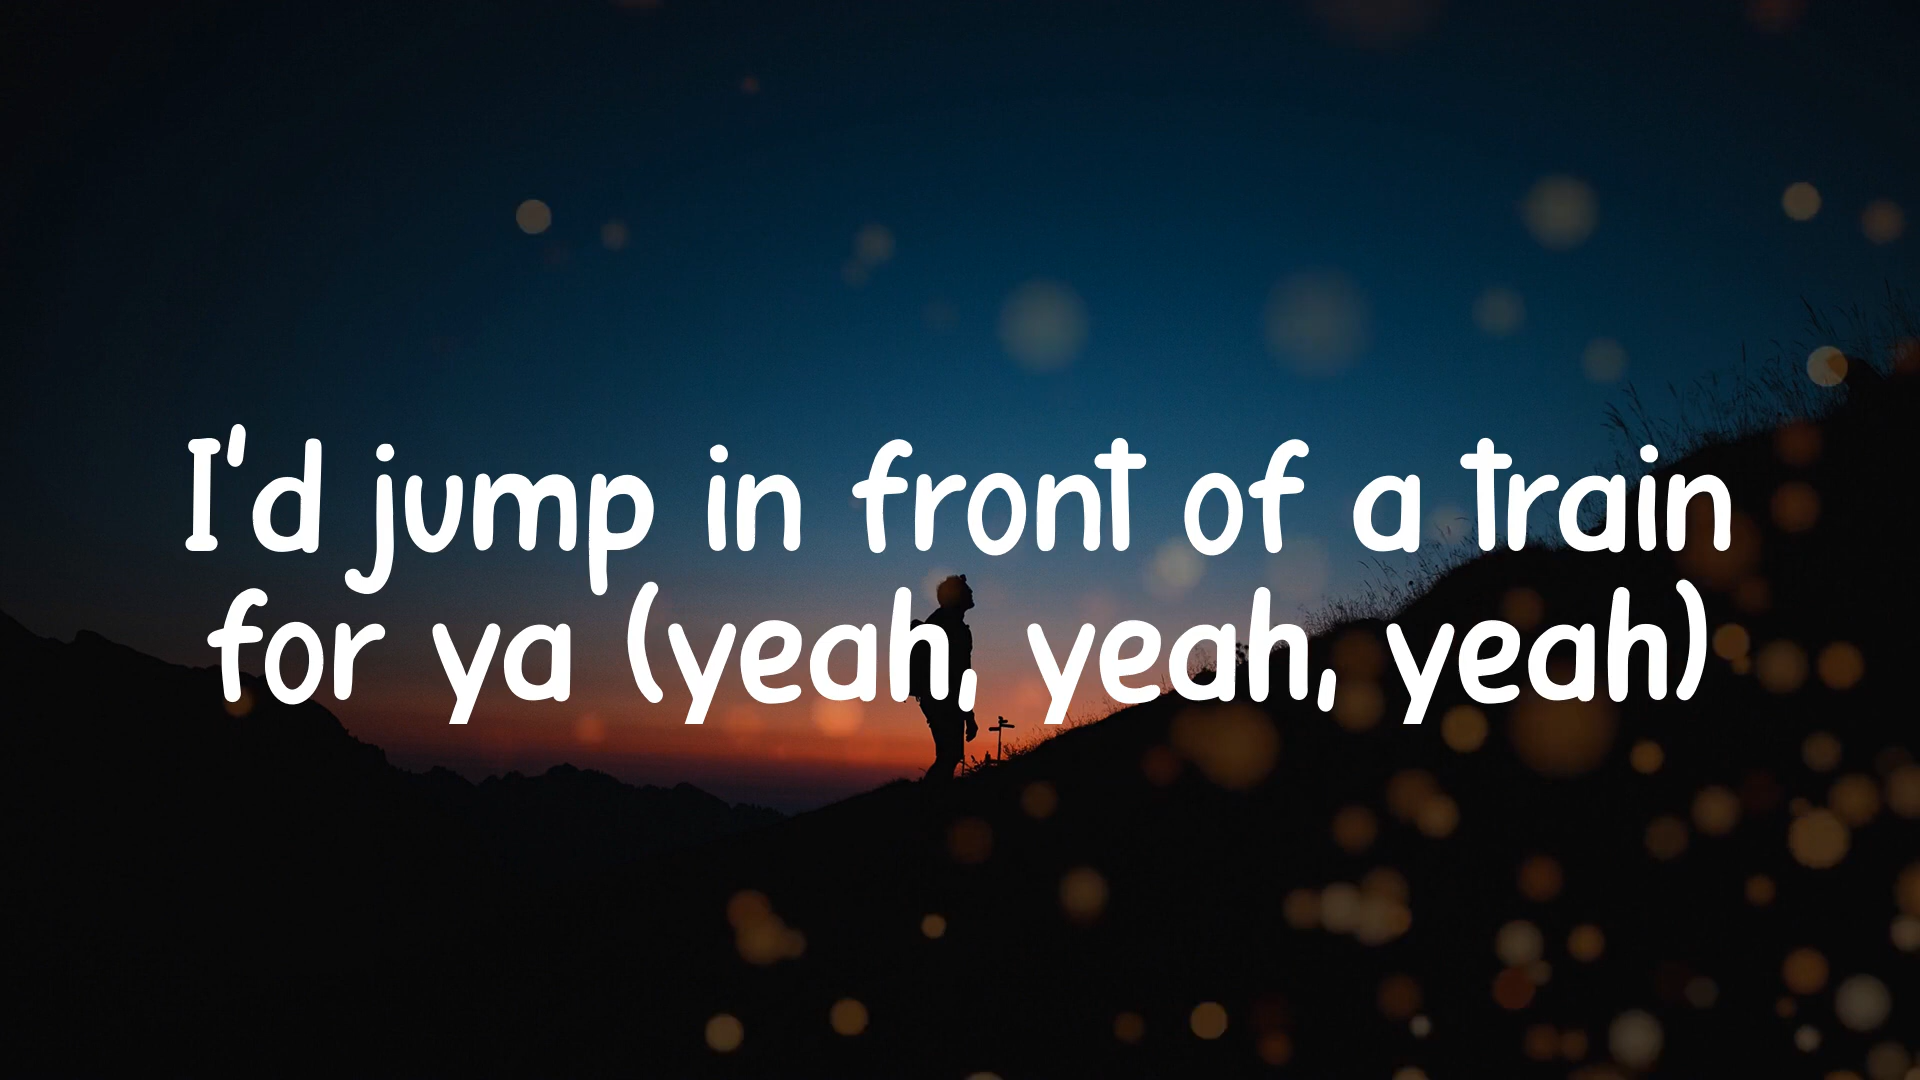 I'd jump in front of a train
for ya (yeah, yeah, yeah)